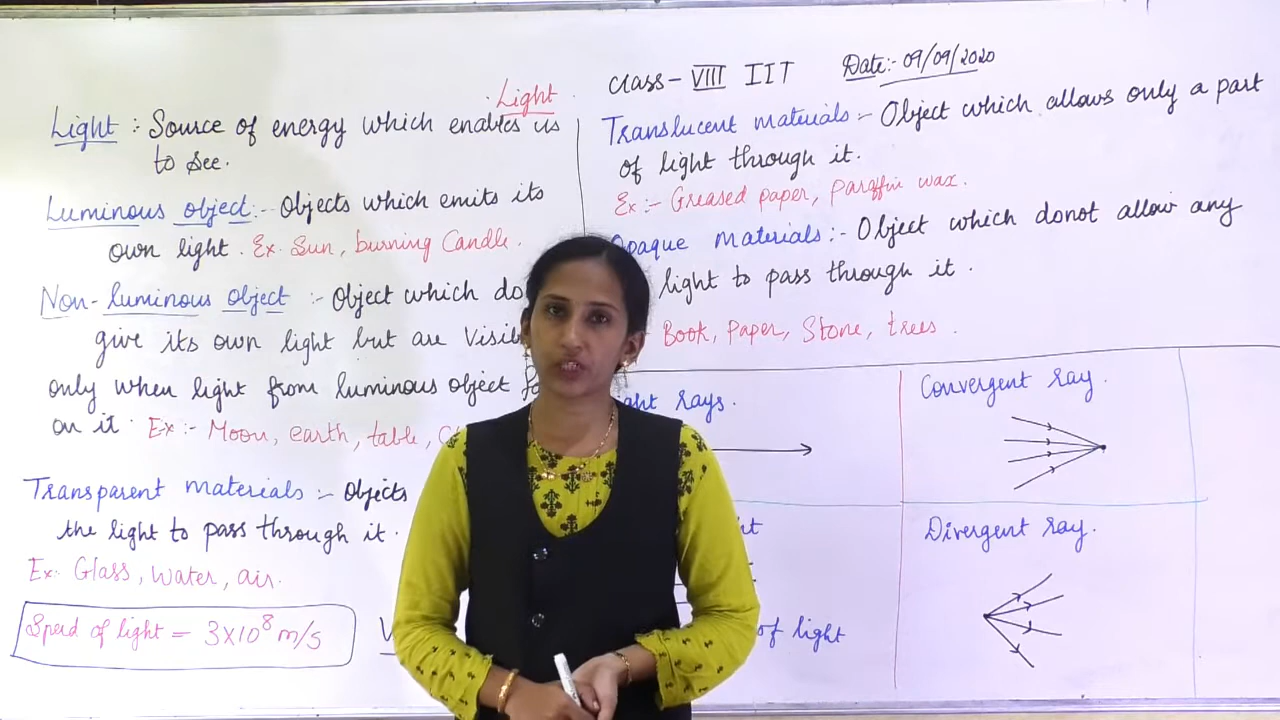 Light
Class - VIII IIT Date:- 09/09/2020
Light : Source of energy which enables us
to see.
Luminous object :- Objects which emits its
own light. Ex. Sun, burning Candle.
Non-luminous object :- Object which do
give its own light but are Visib
only when light from luminous object
on it. Ex :- Moon, earth, table,
Transparent materials :- Objects
the light to pass through it.
Ex: Glass, water, air.
Speed of light = 3×10⁸ m/s
Translucent materials :- Object which allows only a part
of light through it.
Ex :- Greased paper, paraffin wax.
Opaque Materials :- Object which donot allow any
light to pass through it.
Book, Paper, Stone, trees.
ght rays.
of light
Convergent ray.
Divergent ray.